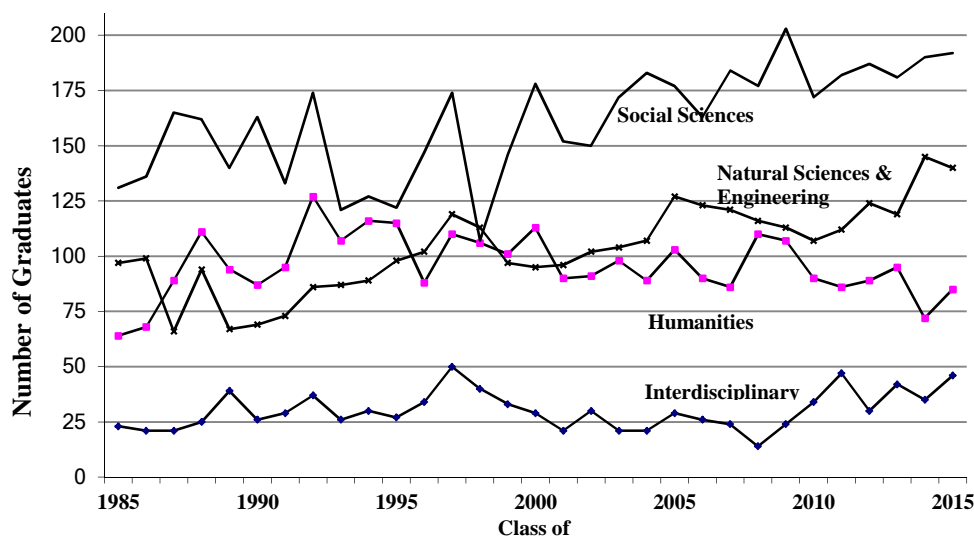 200
175
150
125
100
75
50
25
0
Number of Graduates
Social Sciences
Natural Sciences &
Engineering
Humanities
Interdisciplinary
1985 1990 1995 2000 2005 2010 2015
Class of